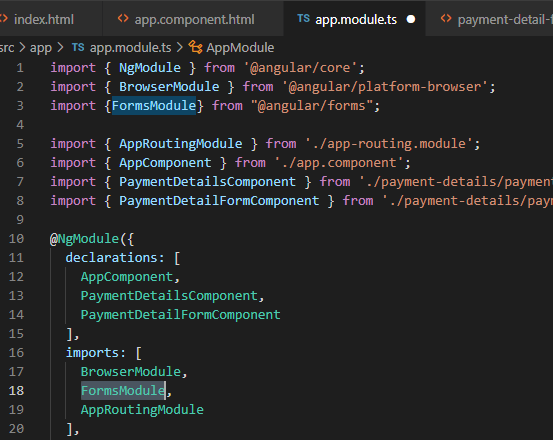 index.html app.component.html TS app.module.ts payment-detail-f
src > app > TS app.module.ts > AppModule
1 import { NgModule } from '@angular/core';
2 import { BrowserModule } from '@angular/platform-browser';
3 import {FormsModule} from "@angular/forms";
4
5 import { AppRoutingModule } from './app-routing.module';
6 import { AppComponent } from './app.component';
7 import { PaymentDetailsComponent } from './payment-details/payment
8 import { PaymentDetailFormComponent } from './payment-details/pay
9
10 @NgModule({
11 declarations: [
12 AppComponent,
13 PaymentDetailsComponent,
14 PaymentDetailFormComponent
15 ],
16 imports: [
17 BrowserModule,
18 FormsModule,
19 AppRoutingModule
20 ],